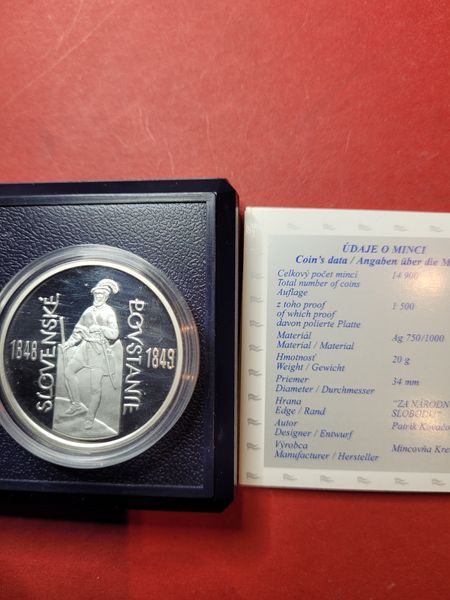 1848
SLOVENSKÉ
POVSTANIE
1849
ÚDAJE O MINCI
Coin's data / Angaben über die
Celkový počet mincí 14 900
Total number of coins
Auflage
z toho proof 1 500
of which proof
davon polierte Platte
Materiál Ag 750/1000
Material / Material
Hmotnosť 20 g
Weight / Gewicht
Priemer 34 mm
Diameter / Durchmesser
Hrana "ZA
Edge / Rand SLOBODU"
Autor Patrik
Designer / Entwurf
Výrobca Mincovňa
Manufacturer / Hersteller